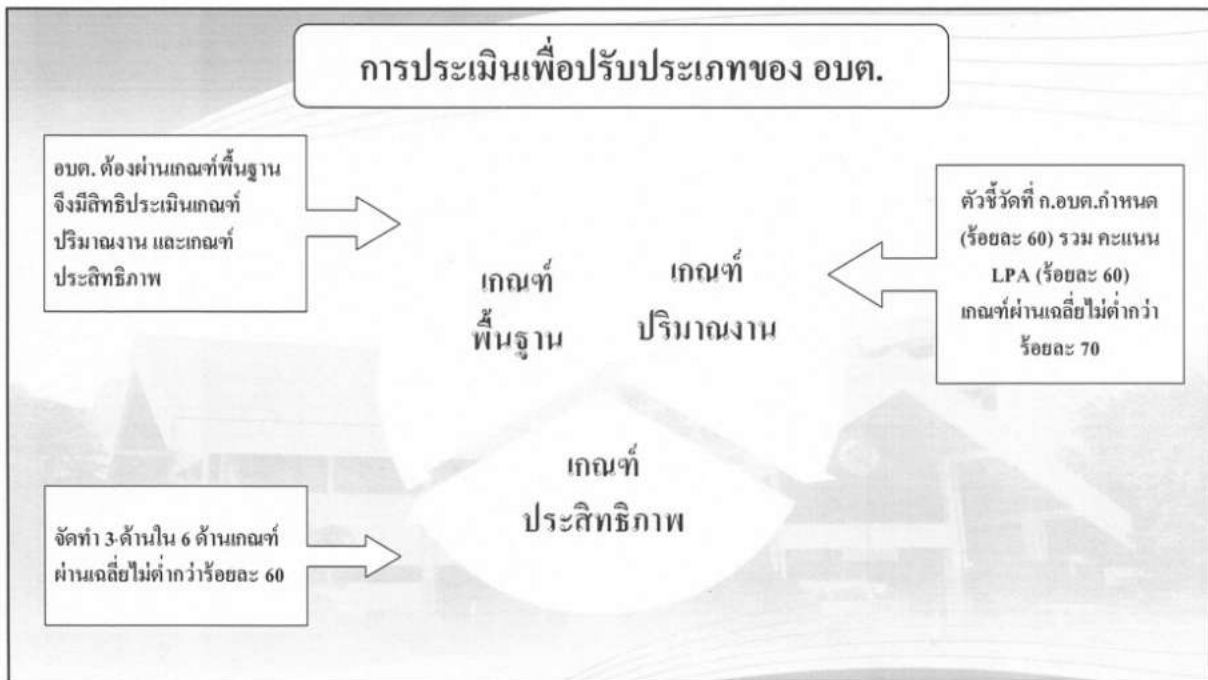 การประเมินเพื่อปรับประเภทของ อบต.
อบต. ต้องผ่านเกณฑ์พื้นฐาน
จึงมีสิทธิประเมินเกณฑ์
ปริมาณงาน และเกณฑ์
ประสิทธิภาพ
เกณฑ์
พื้นฐาน
เกณฑ์
ปริมาณงาน
ตัวชี้วัดที่ ก.อบต.กำหนด
(ร้อยละ 60) รวม คะแนน
LPA (ร้อยละ 60)
เกณฑ์ผ่านเฉลี่ยไม่ต่ำกว่า
ร้อยละ 70
เกณฑ์
ประสิทธิภาพ
จัดทำ 3 ด้านใน 6 ด้านเกณฑ์
ผ่านเฉลี่ยไม่ต่ำกว่าร้อยละ 60